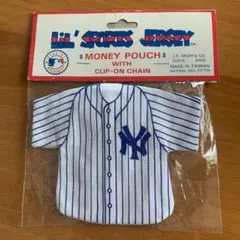 LIL' SPORTS JERSEY
$ MONEY POUCH $
WITH
CLIP-ON CHAIN
MADE IN TAIWAN
NY